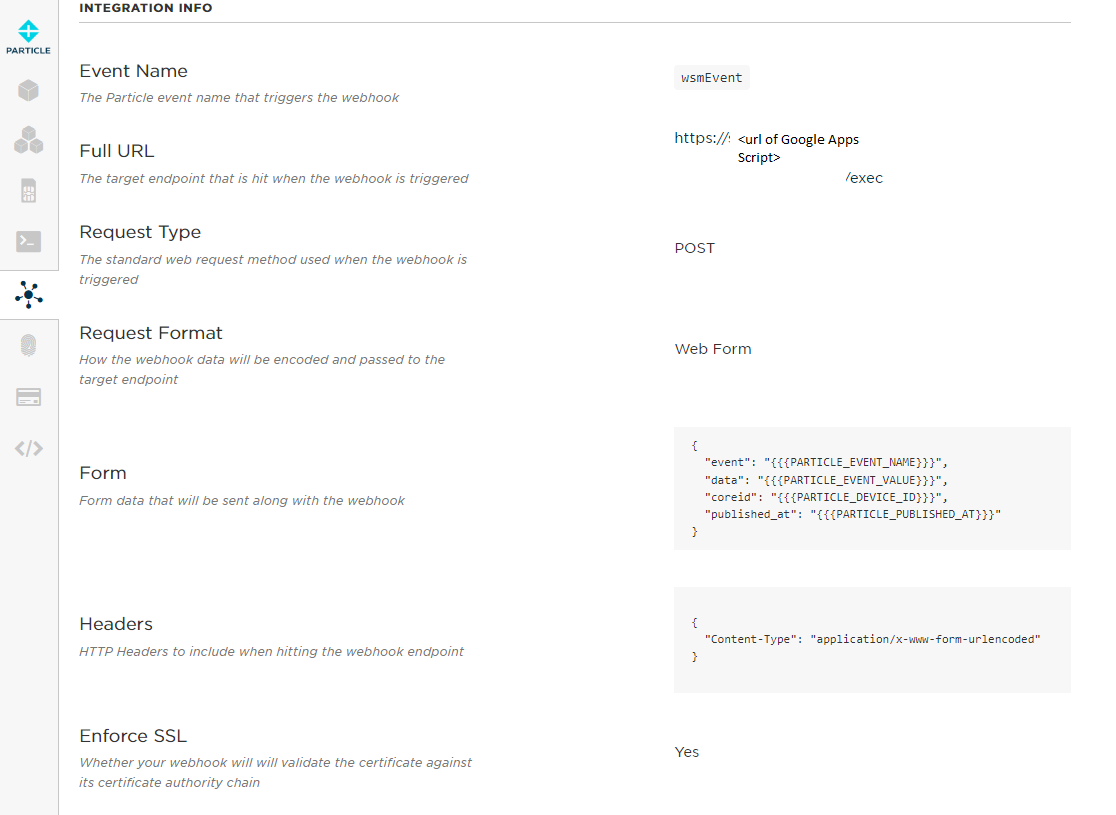 INTEGRATION INFO
PARTICLE
Event Name
The Particle event name that triggers the webhook
wsmEvent
Full URL
The target endpoint that is hit when the webhook is triggered
https://
<url of Google Apps
Script>
/exec
Request Type
The standard web request method used when the webhook is
triggered
POST
Request Format
How the webhook data will be encoded and passed to the
target endpoint
Web Form
Form
Form data that will be sent along with the webhook
{
"event": "{{{PARTICLE_EVENT_NAME}}}",
"data": "{{{PARTICLE_EVENT_VALUE}}}",
"coreid": "{{{PARTICLE_DEVICE_ID}}}",
"published_at": "{{{PARTICLE_PUBLISHED_AT}}}"
}
Headers
HTTP Headers to include when hitting the webhook endpoint
{
"Content-Type": "application/x-www-form-urlencoded"
}
Enforce SSL
Whether your webhook will will validate the certificate against
its certificate authority chain
Yes